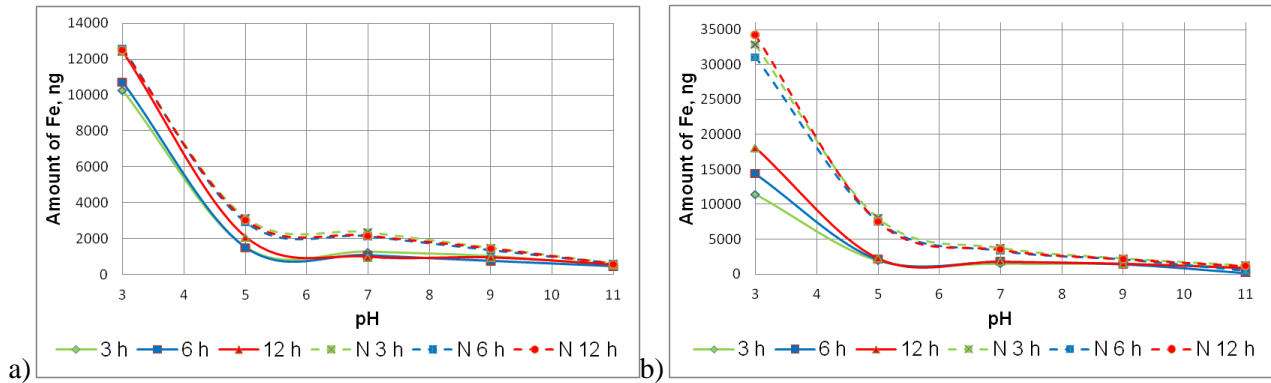 a)
Amount of Fe, ng
14000
12000
10000
8000
6000
4000
2000
0
3 4 5 6 7 8 9 10 11
pH
3 h 6 h 12 h N 3 h N 6 h N 12 h
b)
Amount of Fe, ng
35000
30000
25000
20000
15000
10000
5000
0
3 4 5 6 7 8 9 10 11
pH
3 h 6 h 12 h N 3 h N 6 h N 12 h